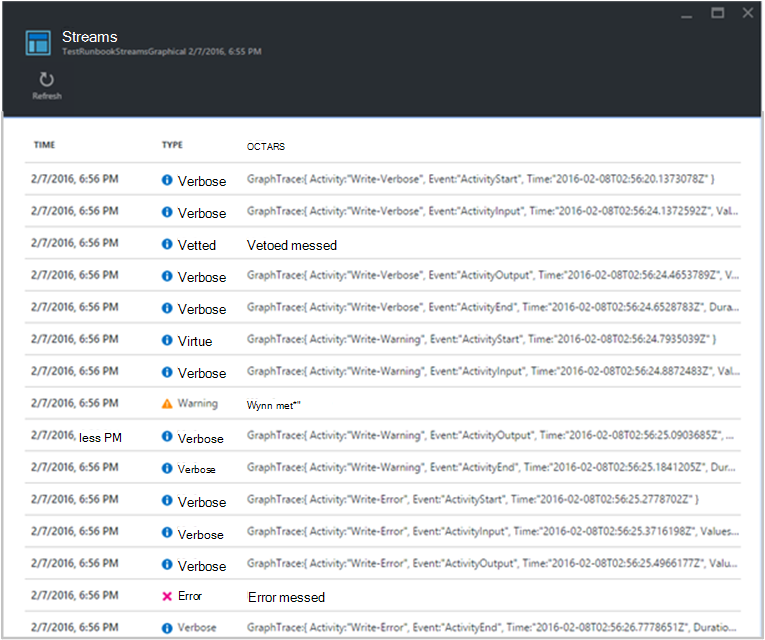 Streams
TestRunbookStreamsGraphical 2/7/2016, 6:55 PM
Refresh
TIME TYPE OCTARS
2/7/2016, 6:56 PM Verbose GraphTrace:{ Activity:"Write-Verbose", Event:"ActivityStart", Time:"2016-02-08T02:56:20.1373078Z" }
2/7/2016, 6:56 PM Verbose GraphTrace:{ Activity:"Write-Verbose", Event:"ActivityInput", Time:"2016-02-08T02:56:24.1372592Z", Val...
2/7/2016, 6:56 PM Vetted Vetoed messed
2/7/2016, 6:56 PM Verbose GraphTrace:{ Activity:"Write-Verbose", Event:"ActivityOutput", Time:"2016-02-08T02:56:24.4653789Z", V...
2/7/2016, 6:56 PM Verbose GraphTrace:{ Activity:"Write-Verbose", Event:"ActivityEnd", Time:"2016-02-08T02:56:24.6528783Z", Dura...
2/7/2016, 6:56 PM Virtue GraphTrace:{ Activity:"Write-Warning", Event:"ActivityStart", Time:"2016-02-08T02:56:24.7935039Z" }
2/7/2016, 6:56 PM Verbose GraphTrace:{ Activity:"Write-Warning", Event:"ActivityInput", Time:"2016-02-08T02:56:24.8872483Z", Val...
2/7/2016, 6:56 PM Warning Wynn met*"
2/7/2016, less PM Verbose GraphTrace:{ Activity:"Write-Warning", Event:"ActivityOutput", Time:"2016-02-08T02:56:25.0903685Z", ...
2/7/2016, 6:56 PM Verbose GraphTrace:{ Activity:"Write-Warning", Event:"ActivityEnd", Time:"2016-02-08T02:56:25.1841205Z", Dur...
2/7/2016, 6:56 PM Verbose GraphTrace:{ Activity:"Write-Error", Event:"ActivityStart", Time:"2016-02-08T02:56:25.2778702Z" }
2/7/2016, 6:56 PM Verbose GraphTrace:{ Activity:"Write-Error", Event:"ActivityInput", Time:"2016-02-08T02:56:25.3716198Z", Values...
2/7/2016, 6:56 PM Verbose GraphTrace:{ Activity:"Write-Error", Event:"ActivityOutput", Time:"2016-02-08T02:56:25.4966177Z", Valu...
2/7/2016, 6:56 PM Error Error messed
2/7/2016, 6:56 PM Verbose GraphTrace:{ Activity:"Write-Error", Event:"ActivityEnd", Time:"2016-02-08T02:56:26.7778651Z", Duratio...